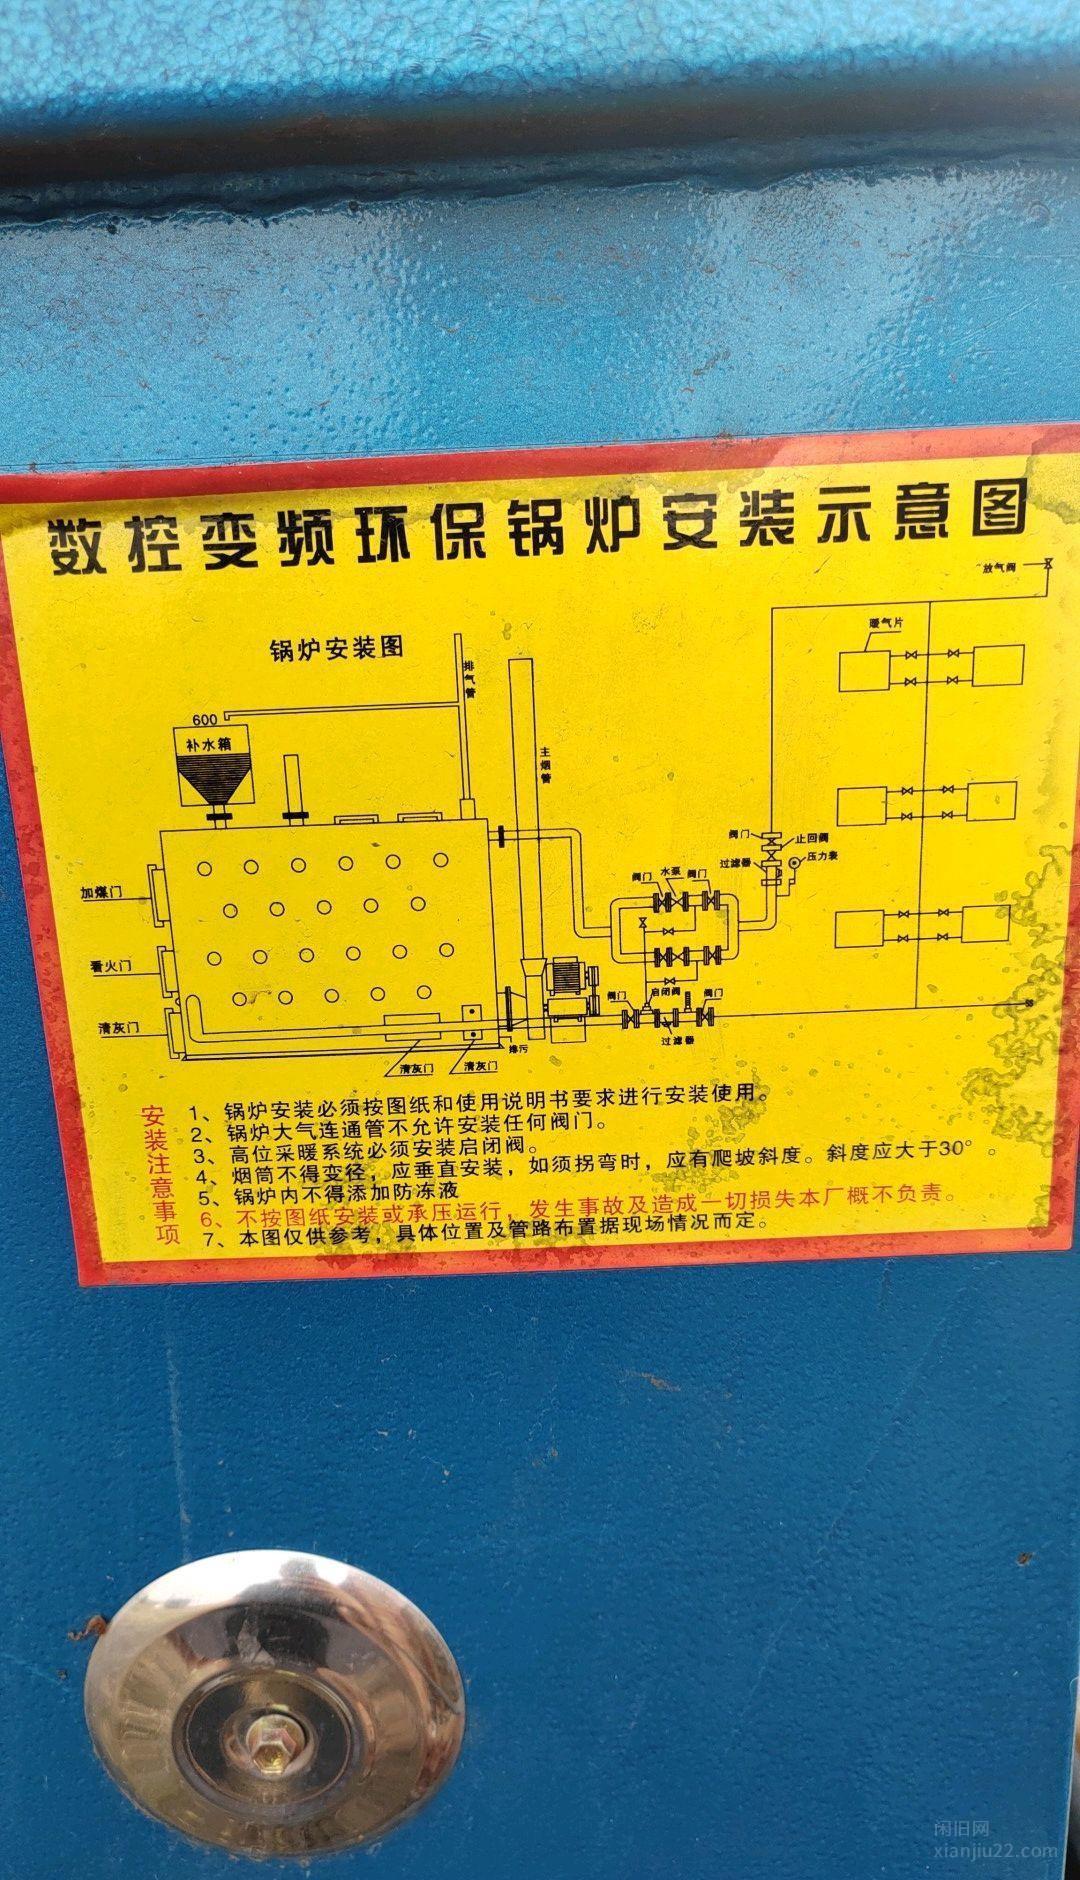 数控变频环保锅炉安装示意图
放气阀
暖气片
锅炉安装图
排气管
600
补水箱
主烟管
阀门
止回阀
过滤器
压力表
阀门 水泵 阀门
加煤门
看火门
清灰门
阀门
启闭阀
阀门
过滤器
排污
清灰门
清灰门
安装注意事项
1、锅炉安装必须按图纸和使用说明书要求进行安装使用。
2、锅炉大气连通管不允许安装任何阀门。
3、高位采暖系统必须安装启闭阀。
4、烟筒不得变径，应垂直安装，如须拐弯时，应有爬坡斜度。斜度应大于30°。
5、锅炉内不得添加防冻液
6、不按图纸安装或承压运行，发生事故及造成一切损失本厂概不负责。
7、本图仅供参考，具体位置及管路布置据现场情况而定。
闲旧网
xianjiu22.com